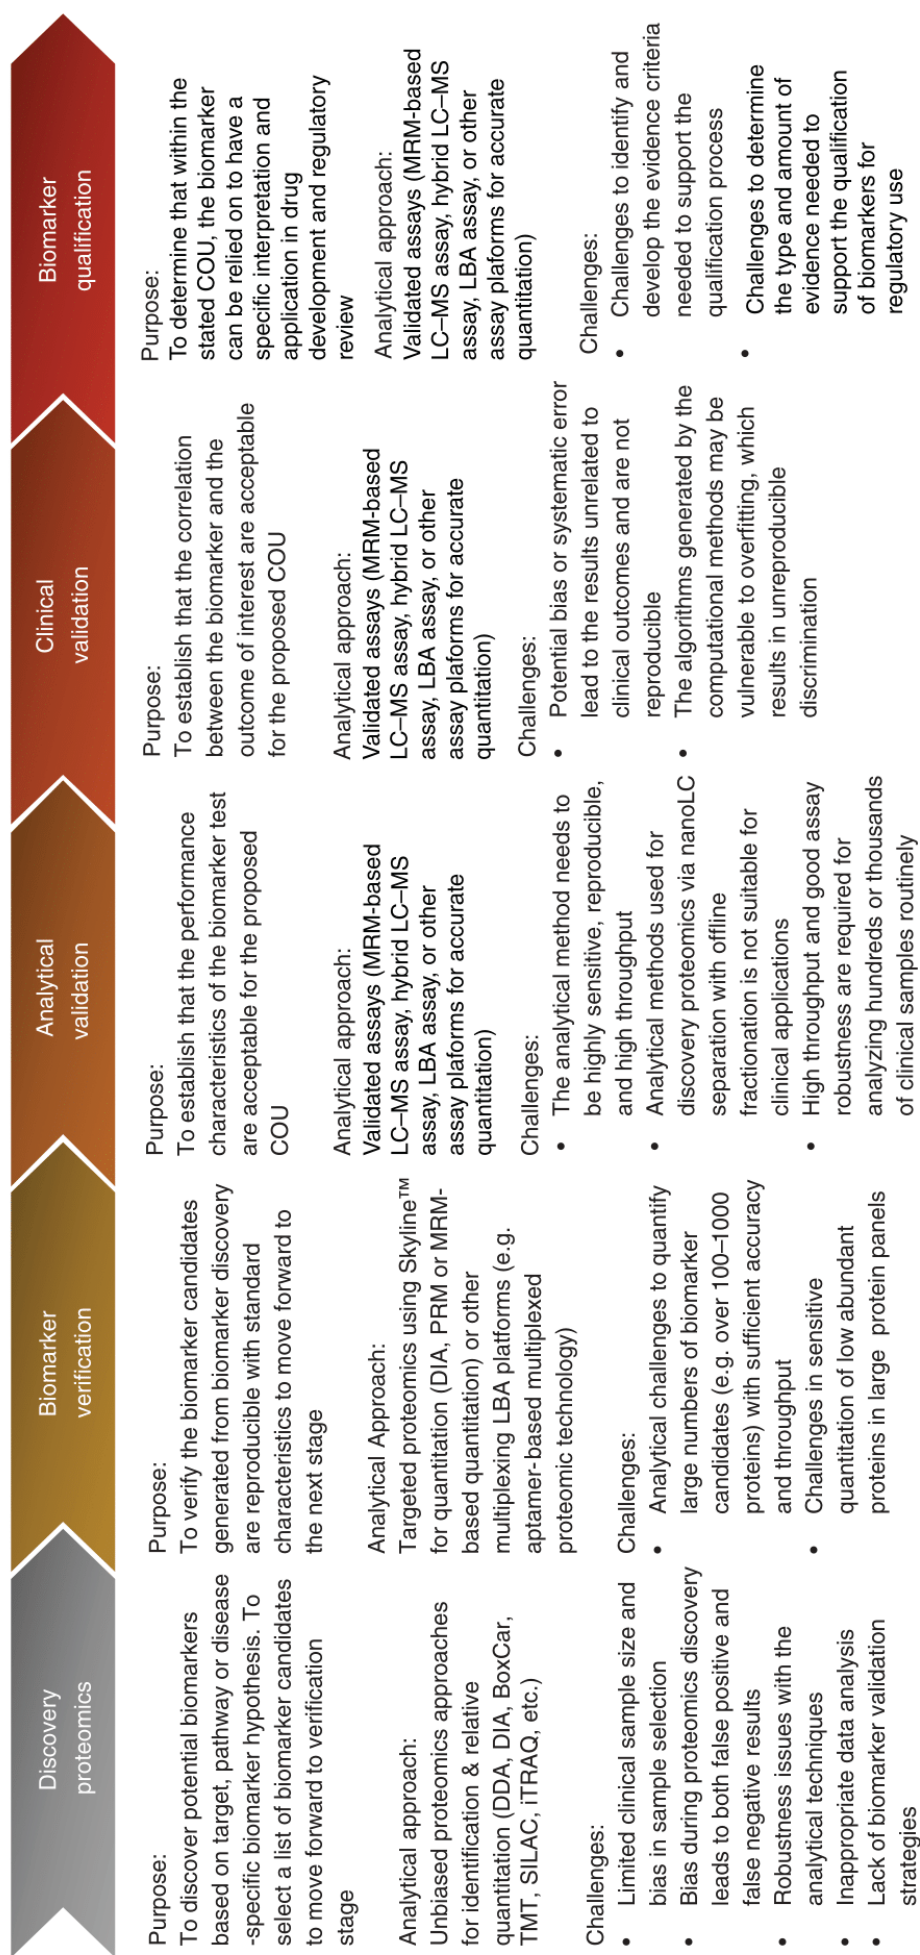 Discovery
proteomics
Purpose:
To discover potential biomarkers
based on target, pathway or disease
-specific biomarker hypothesis. To
select a list of biomarker candidates
to move forward to verification
stage
Analytical approach:
Unbiased proteomics approaches
for identification & relative
quantitation (DDA, DIA, BoxCar,
TMT, SILAC, iTRAQ, etc.)
Challenges:
• Limited clinical sample size and
bias in sample selection
• Bias during proteomics discovery
leads to both false positive and
false negative results
• Robustness issues with the
analytical techniques
• Inappropriate data analysis
• Lack of biomarker validation
strategies
Biomarker
verification
Purpose:
To verify the biomarker candidates
generated from biomarker discovery
are reproducible with standard
characteristics to move forward to
the next stage
Analytical Approach:
Targeted proteomics using Skyline™
for quantitation (DIA, PRM or MRM-
based quantitation) or other
multiplexing LBA platforms (e.g.
aptamer-based multiplexed
proteomic technology)
Challenges:
• Analytical challenges to quantify
large numbers of biomarker
candidates (e.g. over 100–1000
proteins) with sufficient accuracy
and throughput
• Challenges in sensitive
quantitation of low abundant
proteins in large protein panels
Analytical
validation
Purpose:
To establish that the performance
characteristics of the biomarker test
are acceptable for the proposed
COU
Analytical approach:
Validated assays (MRM-based
LC–MS assay, hybrid LC–MS
assay, LBA assay, or other
assay plaforms for accurate
quantitation)
Challenges:
• The analytical method needs to
be highly sensitive, reproducible,
and high throughput
• Analytical methods used for
discovery proteomics via nanoLC
separation with offline
fractionation is not suitable for
clinical applications
• High throughput and good assay
robustness are required for
analyzing hundreds or thousands
of clinical samples routinely
Clinical
validation
Purpose:
To establish that the correlation
between the biomarker and the
outcome of interest are acceptable
for the proposed COU
Analytical approach:
Validated assays (MRM-based
LC–MS assay, hybrid LC–MS
assay, LBA assay, or other
assay plaforms for accurate
quantitation)
Challenges:
• Potential bias or systematic error
lead to the results unrelated to
clinical outcomes and are not
reproducible
• The algorithms generated by the
computational methods may be
vulnerable to overfitting, which
results in unreproducible
discrimination
Biomarker
qualification
Purpose:
To determine that within the
stated COU, the biomarker
can be relied on to have a
specific interpretation and
application in drug
development and regulatory
review
Analytical approach:
Validated assays (MRM-based
LC–MS assay, hybrid LC–MS
assay, LBA assay, or other
assay plaforms for accurate
quantitation)
Challenges:
• Challenges to identify and
develop the evidence criteria
needed to support the
qualification process
• Challenges to determine
the type and amount of
evidence needed to
support the qualification
of biomarkers for
regulatory use